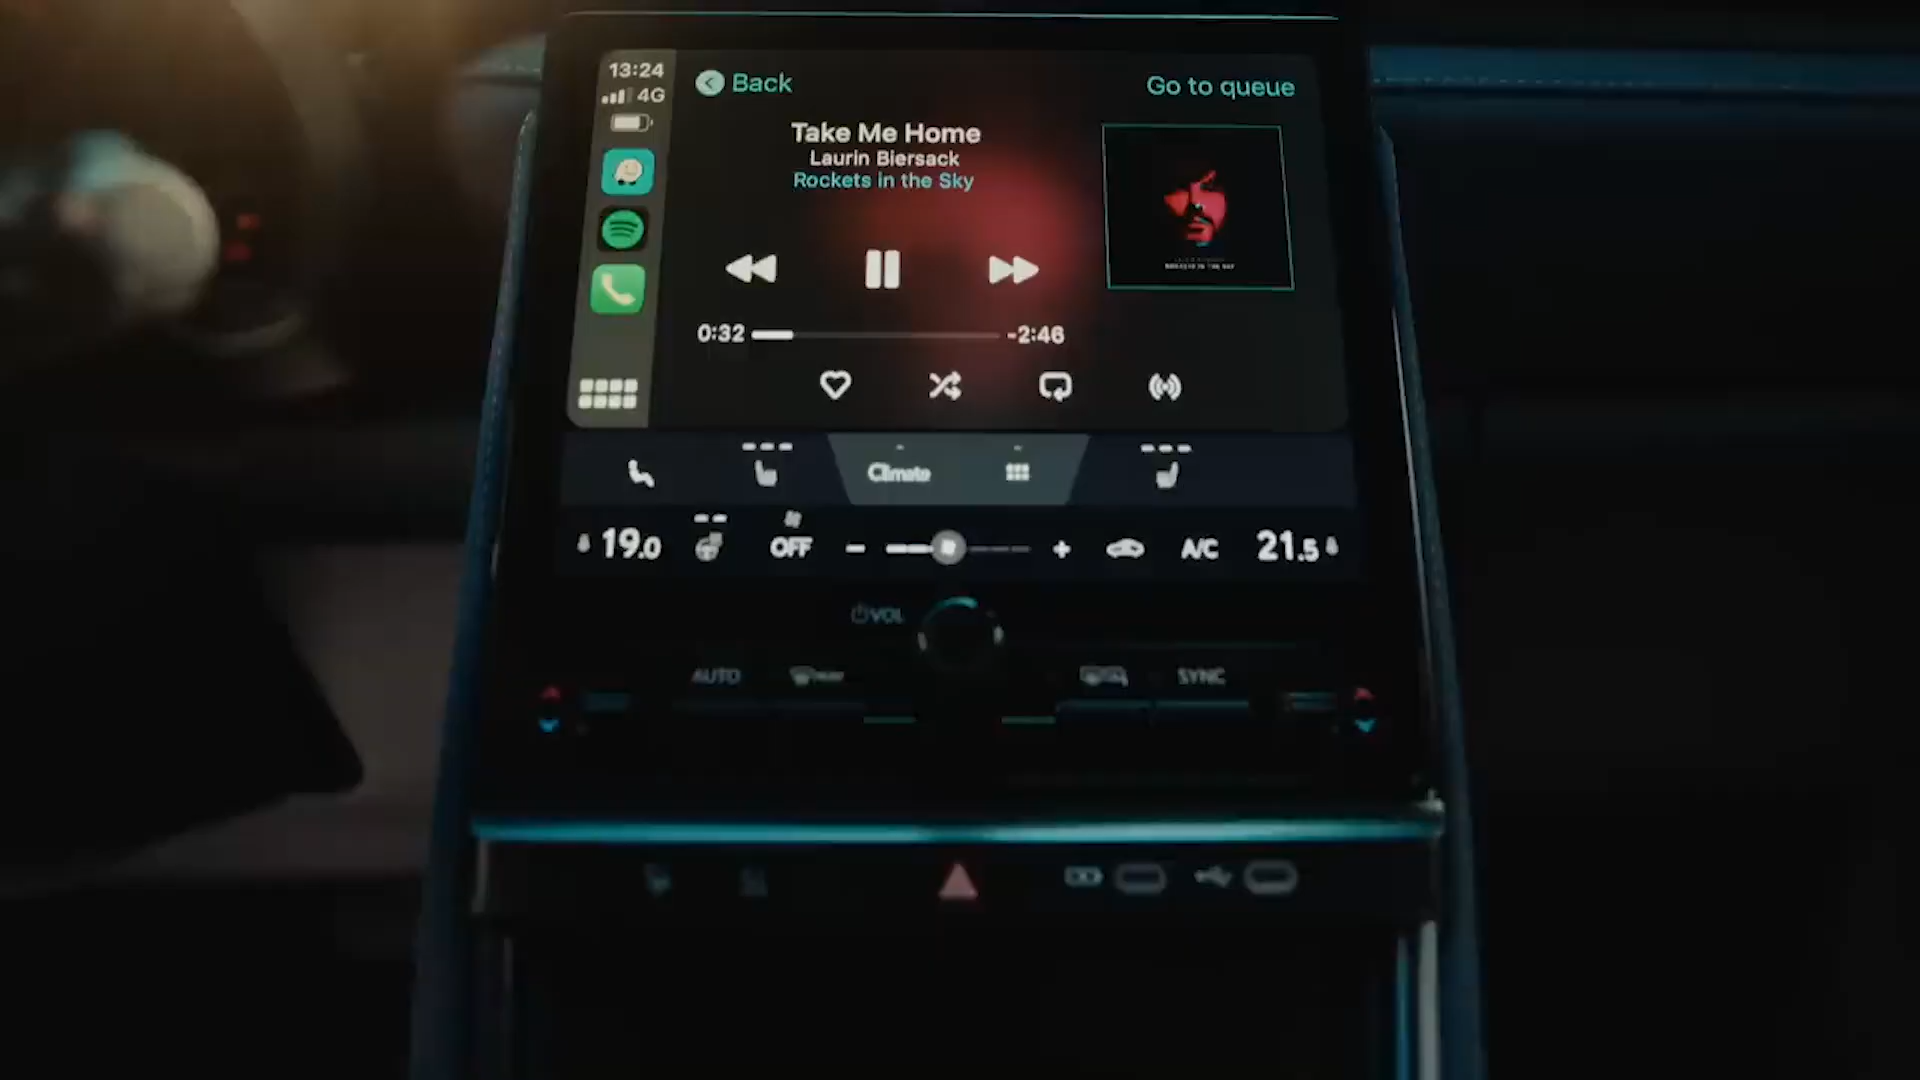 13:24
4G
Back
Go to queue
Take Me Home
Laurin Biersack
Rockets in the Sky
0:32
-2:46
Climate
19.0
OFF
-
+
A/C
21.5
VOL
AUTO
SYNC